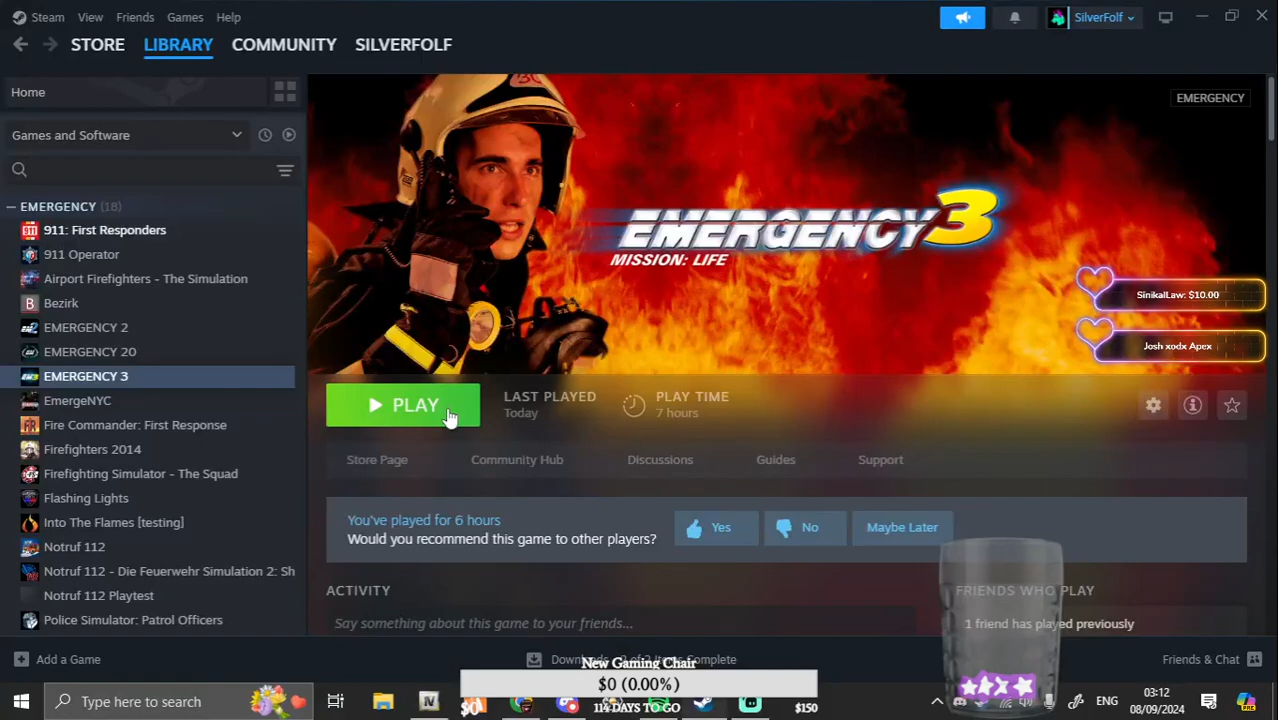 Steam View Friends Games Help
SilverFolf
STORE LIBRARY COMMUNITY SILVERFOLF
Home
Games and Software
EMERGENCY (18)
911: First Responders
911 Operator
Airport Firefighters - The Simulation
B Bezirk
EMERGENCY 2
EMERGENCY 20
EMERGENCY 3
EmergeNYC
Fire Commander: First Response
Firefighters 2014
Firefighting Simulator - The Squad
Flashing Lights
Into The Flames [testing]
Notruf 112
Notruf 112 - Die Feuerwehr Simulation 2: Sh
Notruf 112 Playtest
Police Simulator: Patrol Officers
EMERGENCY
EMERGENCY 3
MISSION: LIFE
SinikalLaw: $10.00
Josh xodx Apex
PLAY
LAST PLAYED
Today
PLAY TIME
7 hours
Store Page Community Hub Discussions Guides Support
You've played for 6 hours
Would you recommend this game to other players?
Yes No Maybe Later
ACTIVITY
Say something about this game to your friends...
FRIENDS WHO PLAY
1 friend has played previously
Add a Game
Downloads - 2 of 2 Items Complete
Friends & Chat
New Gaming Chair
$0 (0.00%)
$0 114 DAYS TO GO $150
Type here to search
ENG
03:12
08/09/2024